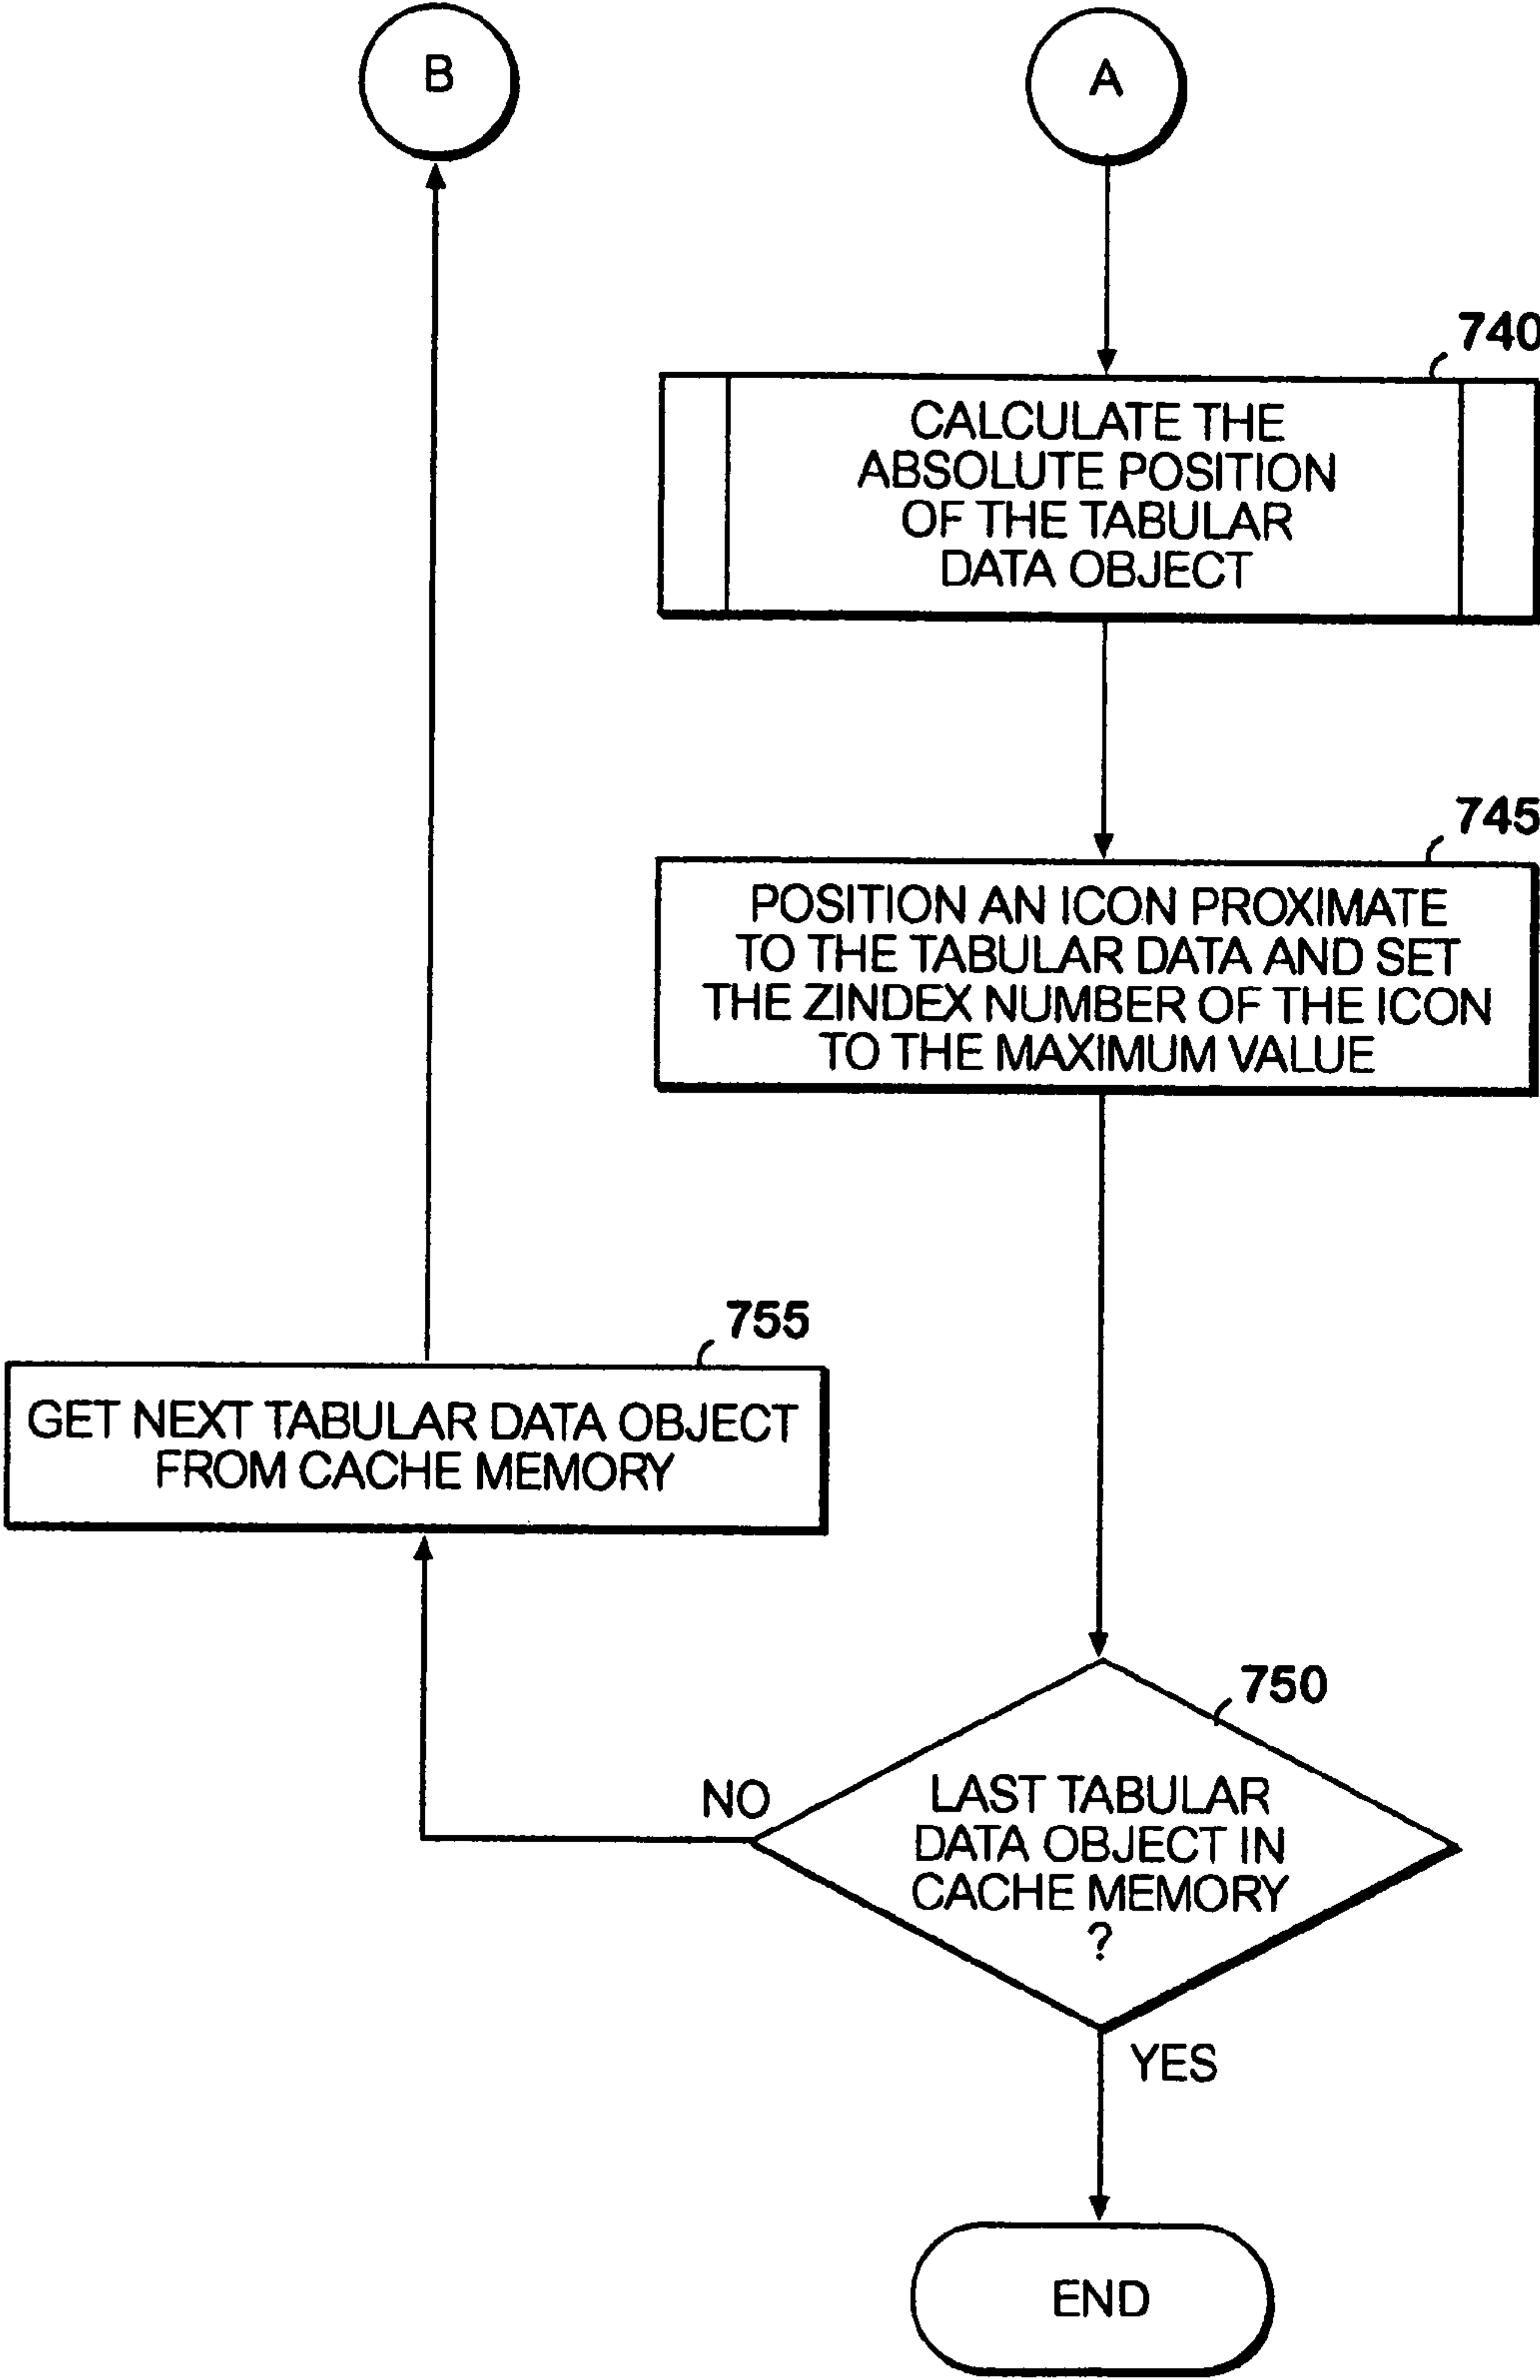 B
A
740
CALCULATE THE
ABSOLUTE POSITION
OF THE TABULAR
DATA OBJECT
745
POSITION AN ICON PROXIMATE
TO THE TABULAR DATA AND SET
THE ZINDEX NUMBER OF THE ICON
TO THE MAXIMUM VALUE
755
GET NEXT TABULAR DATA OBJECT
FROM CACHE MEMORY
750
NO
LAST TABULAR
DATA OBJECT IN
CACHE MEMORY
?
YES
END